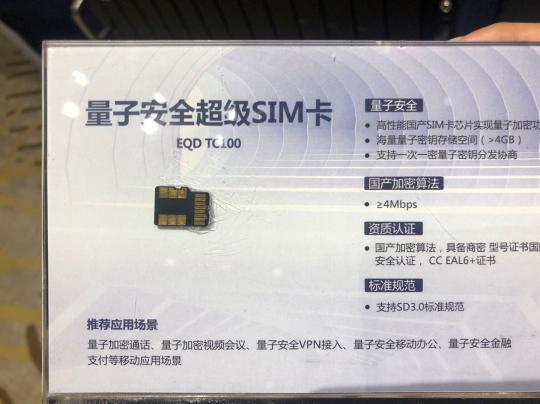 量子安全超级SIM卡
EQD TC100
量子安全
• 高性能国产SIM卡芯片实现量子加密功
• 海量量子密钥存储空间（>4GB）
• 支持一次一密量子密钥分发协商
国产加密算法
• ≥4Mbps
资质认证
• 国产加密算法，具备商密 型号证书国
安全认证， CC EAL6+证书
标准规范
• 支持SD3.0标准规范
推荐应用场景
量子加密通话、量子加密视频会议、量子安全VPN接入、量子安全移动办公、量子安全金融
支付等移动应用场景